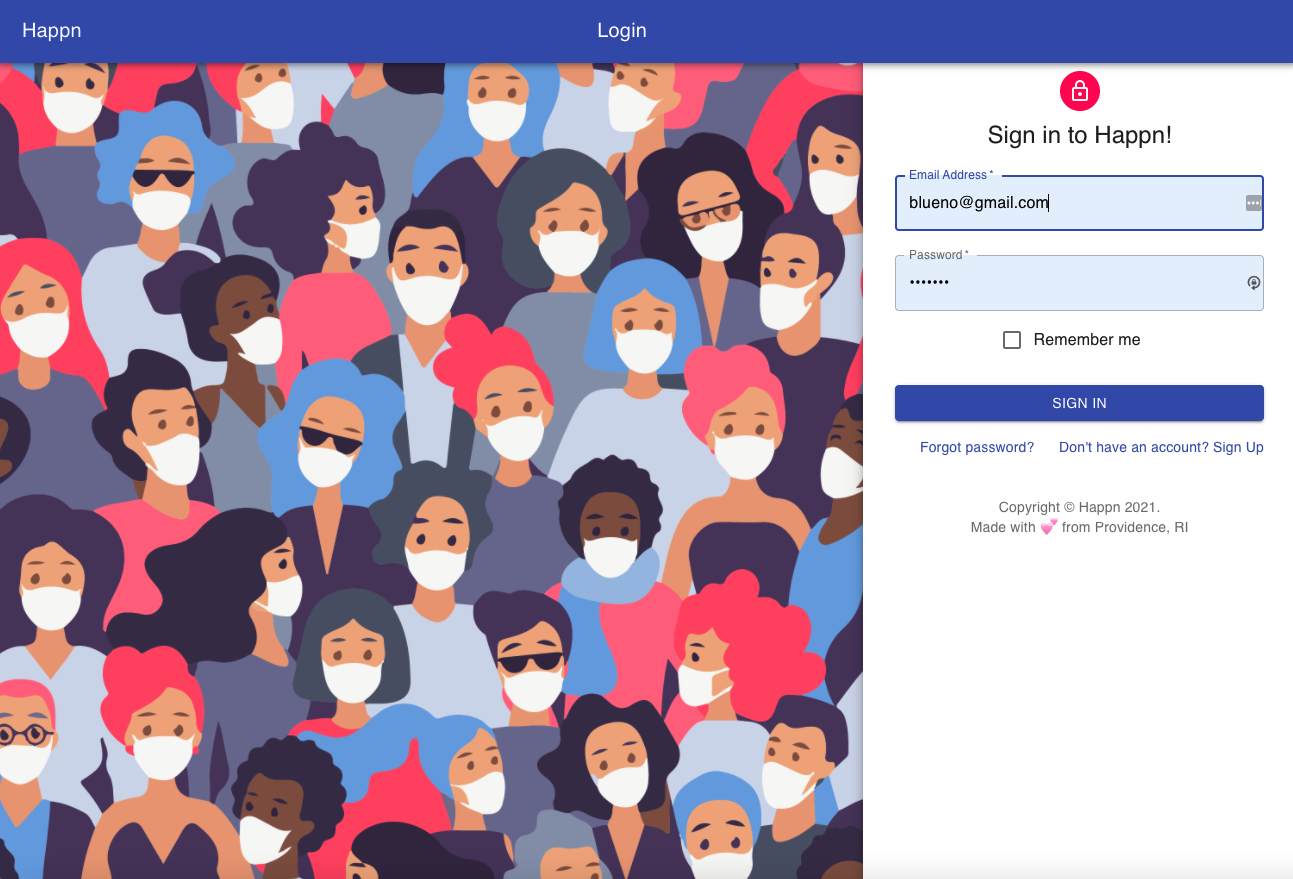 Happn
Login
Sign in to Happn!
Email Address *
blueno@gmail.com
Password *
•••••••
Remember me
SIGN IN
Forgot password?
Don't have an account? Sign Up
Copyright © Happn 2021.
Made with 💕 from Providence, RI